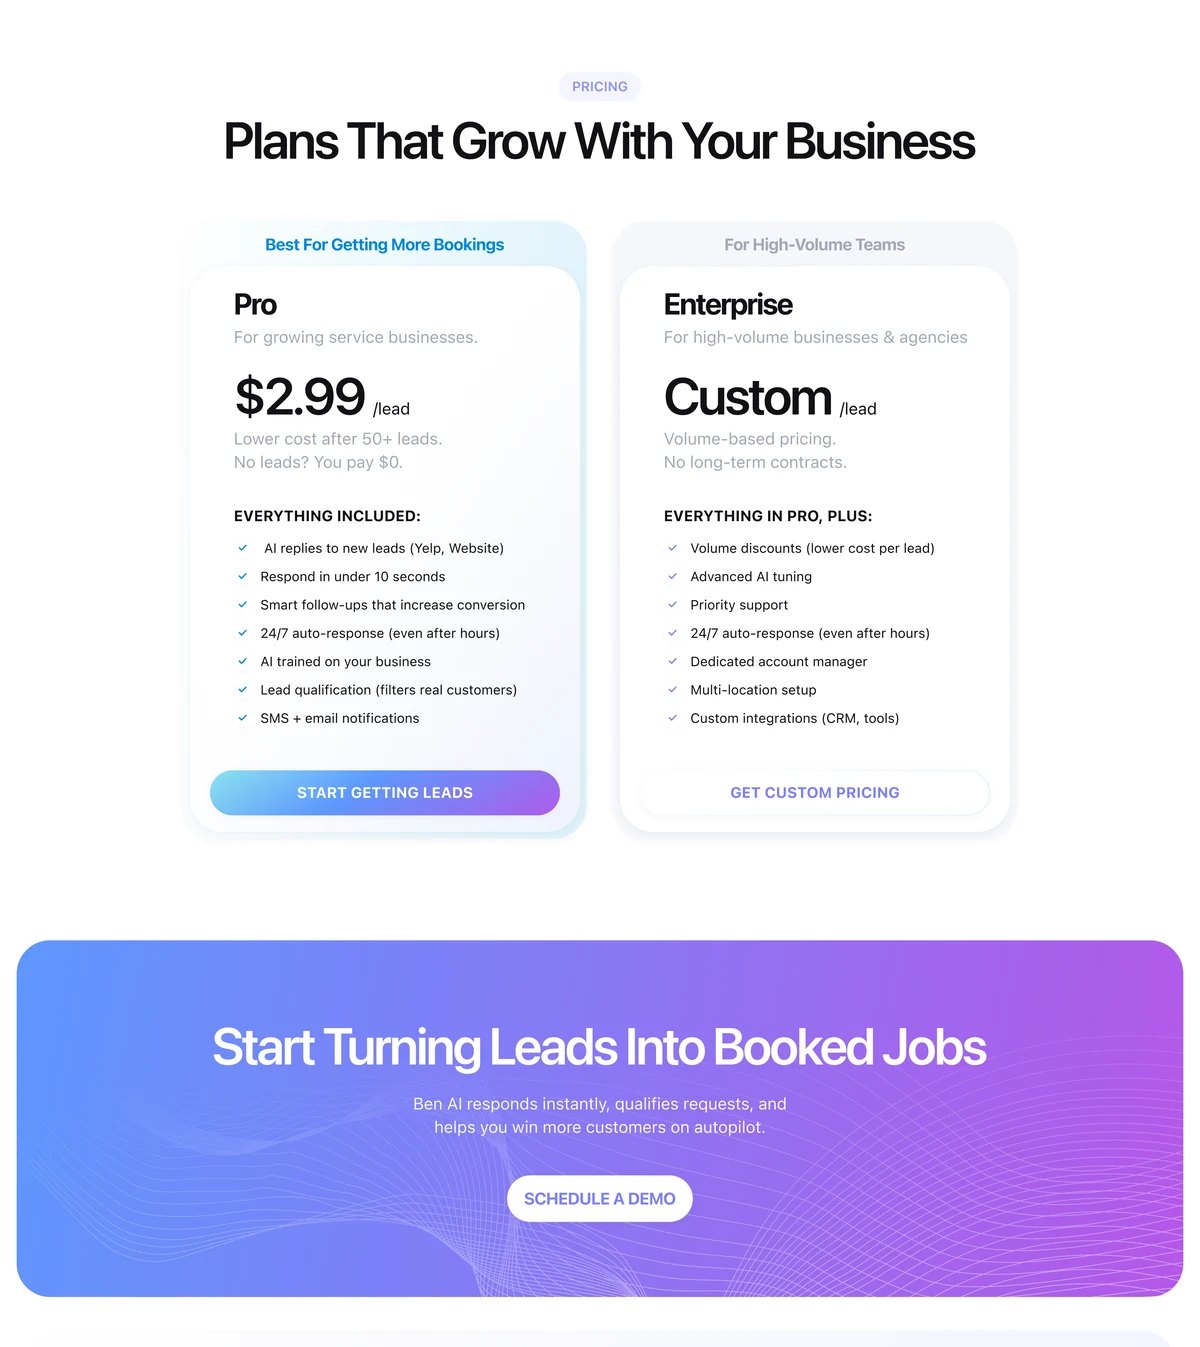 PRICING
Plans That Grow With Your Business
Best For Getting More Bookings
Pro
For growing service businesses.
$2.99 /lead
Lower cost after 50+ leads.
No leads? You pay $0.
EVERYTHING INCLUDED:
AI replies to new leads (Yelp, Website)
Respond in under 10 seconds
Smart follow-ups that increase conversion
24/7 auto-response (even after hours)
AI trained on your business
Lead qualification (filters real customers)
SMS + email notifications
START GETTING LEADS
For High-Volume Teams
Enterprise
For high-volume businesses & agencies
Custom /lead
Volume-based pricing.
No long-term contracts.
EVERYTHING IN PRO, PLUS:
Volume discounts (lower cost per lead)
Advanced AI tuning
Priority support
24/7 auto-response (even after hours)
Dedicated account manager
Multi-location setup
Custom integrations (CRM, tools)
GET CUSTOM PRICING
Start Turning Leads Into Booked Jobs
Ben AI responds instantly, qualifies requests, and
helps you win more customers on autopilot.
SCHEDULE A DEMO